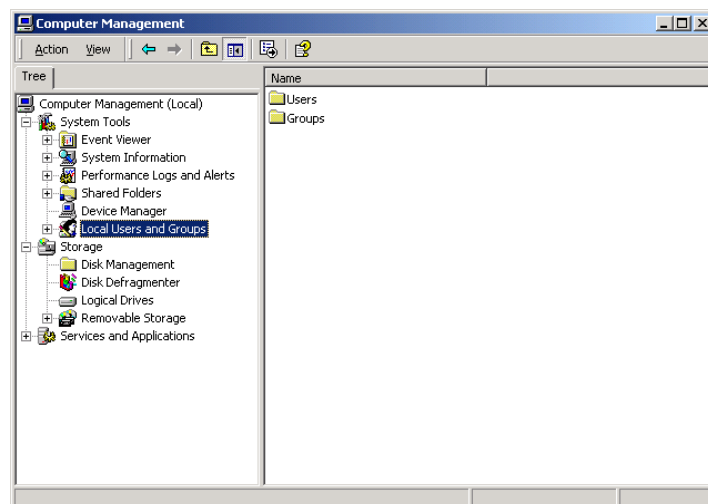 Computer Management
Action View
Tree
Name
Computer Management (Local)
System Tools
Event Viewer
System Information
Performance Logs and Alerts
Shared Folders
Device Manager
Local Users and Groups
Storage
Disk Management
Disk Defragmenter
Logical Drives
Removable Storage
Services and Applications
Users
Groups